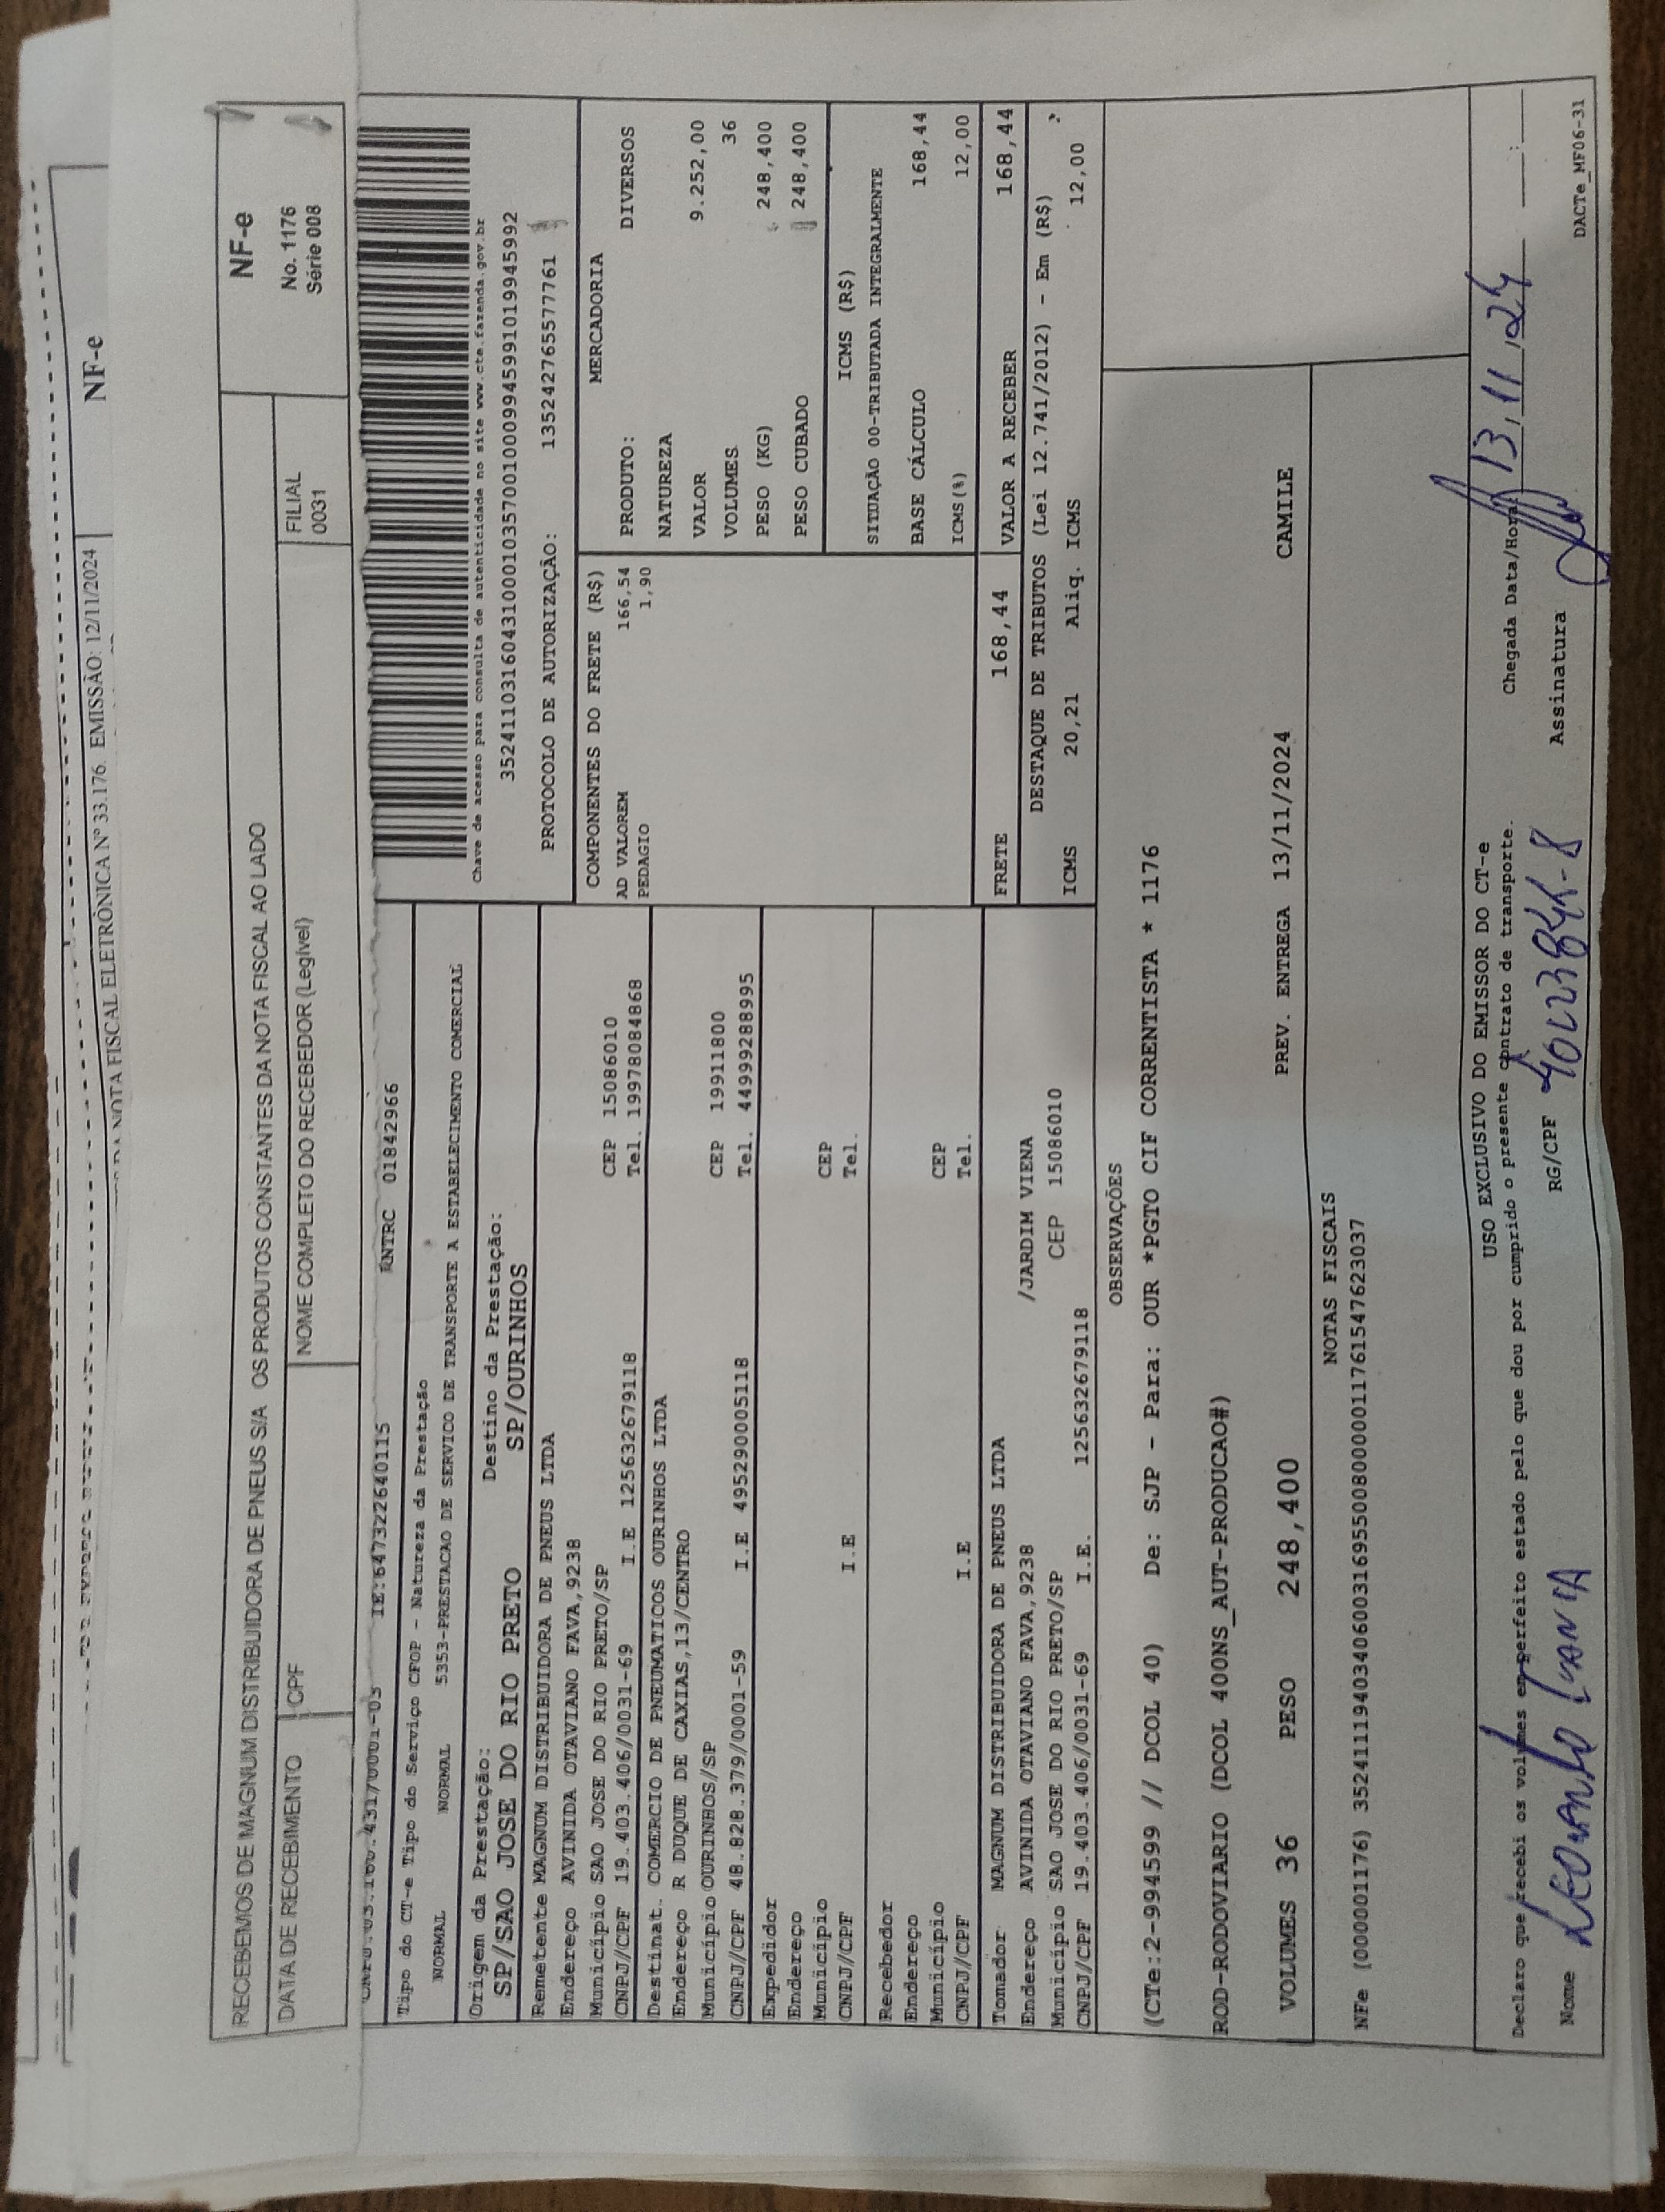 NF-e
DA NOTA FISCAL ELETRÔNICA Nº 33.176. EMISSÃO: 12/11/2024
RECEBEMOS DE MAGNUM DISTRIBUIDORA DE PNEUS S/A OS PRODUTOS CONSTANTES DA NOTA FISCAL AO LADO
NF-e
DATA DE RECEBIMENTO
CPF
NOME COMPLETO DO RECEBEDOR (Legível)
FILIAL
0031
No. 1176
Série 008
IE:647322640115
RNTRC 01842966
Tipo do CT-e Tipo do Serviço CFOP - Natureza da Prestação
NORMAL NORMAL 5353-PRESTACAO DE SERVICO DE TRANSPORTE A ESTABELECIMENTO COMERCIAL
Chave de acesso para consulta de autenticidade no site www.cte.fazenda.gov.br
35241103160431000103570010009945991019945992
PROTOCOLO DE AUTORIZAÇÃO: 135242765577761
Origem da Prestação: Destino da Prestação:
SP/SAO JOSE DO RIO PRETO SP/OURINHOS
Remetente MAGNUM DISTRIBUIDORA DE PNEUS LTDA
Endereço AVINIDA OTAVIANO FAVA,9238
Município SAO JOSE DO RIO PRETO/SP CEP 15086010
CNPJ/CPF 19.403.406/0031-69 I.E 125632679118 Tel. 19978084868
Destinat. COMERCIO DE PNEUMATICOS OURINHOS LTDA
Endereço R DUQUE DE CAXIAS,13/CENTRO
Município OURINHOS/SP CEP 19911800
CNPJ/CPF 48.828.379/0001-59 I.E 495290005118 Tel. 44999288995
Expedidor
Endereço
Município CEP
CNPJ/CPF I.E Tel.
Recebedor
Endereço
Município CEP
CNPJ/CPF I.E Tel.
COMPONENTES DO FRETE (R$)
AD VALOREM 166,54
PEDAGIO 1,90
MERCADORIA
PRODUTO: DIVERSOS
NATUREZA
VALOR 9.252,00
VOLUMES 36
PESO (KG) 248,400
PESO CUBADO 248,400
ICMS (R$)
SITUAÇÃO 00-TRIBUTADA INTEGRALMENTE
BASE CÁLCULO 168,44
ICMS(%) 12,00
FRETE 168,44 VALOR A RECEBER 168,44
DESTAQUE DE TRIBUTOS (Lei 12.741/2012) - Em (R$)
ICMS 20,21 Aliq. ICMS 12,00
Tomador MAGNUM DISTRIBUIDORA DE PNEUS LTDA
Endereço AVINIDA OTAVIANO FAVA,9238 /JARDIM VIENA
Município SAO JOSE DO RIO PRETO/SP CEP 15086010
CNPJ/CPF 19.403.406/0031-69 I.E. 125632679118
OBSERVAÇÕES
(CTe:2-994599 // DCOL 40) De: SJP - Para: OUR *PGTO CIF CORRENTISTA * 1176
ROD-RODOVIARIO (DCOL 400NS_AUT-PRODUCAO#)
VOLUMES 36 PESO 248,400 PREV. ENTREGA 13/11/2024 CAMILE
NOTAS FISCAIS
NFe (000001176) 35241119403406003169550080000011761547623037
USO EXCLUSIVO DO EMISSOR DO CT-e
Declaro que recebi os volumes em perfeito estado pelo que dou por cumprido o presente contrato de transporte.
Chegada Data/Hora 13/11/24
Nome LEONARDO RG/CPF Assinatura
DACTe_MF06-31